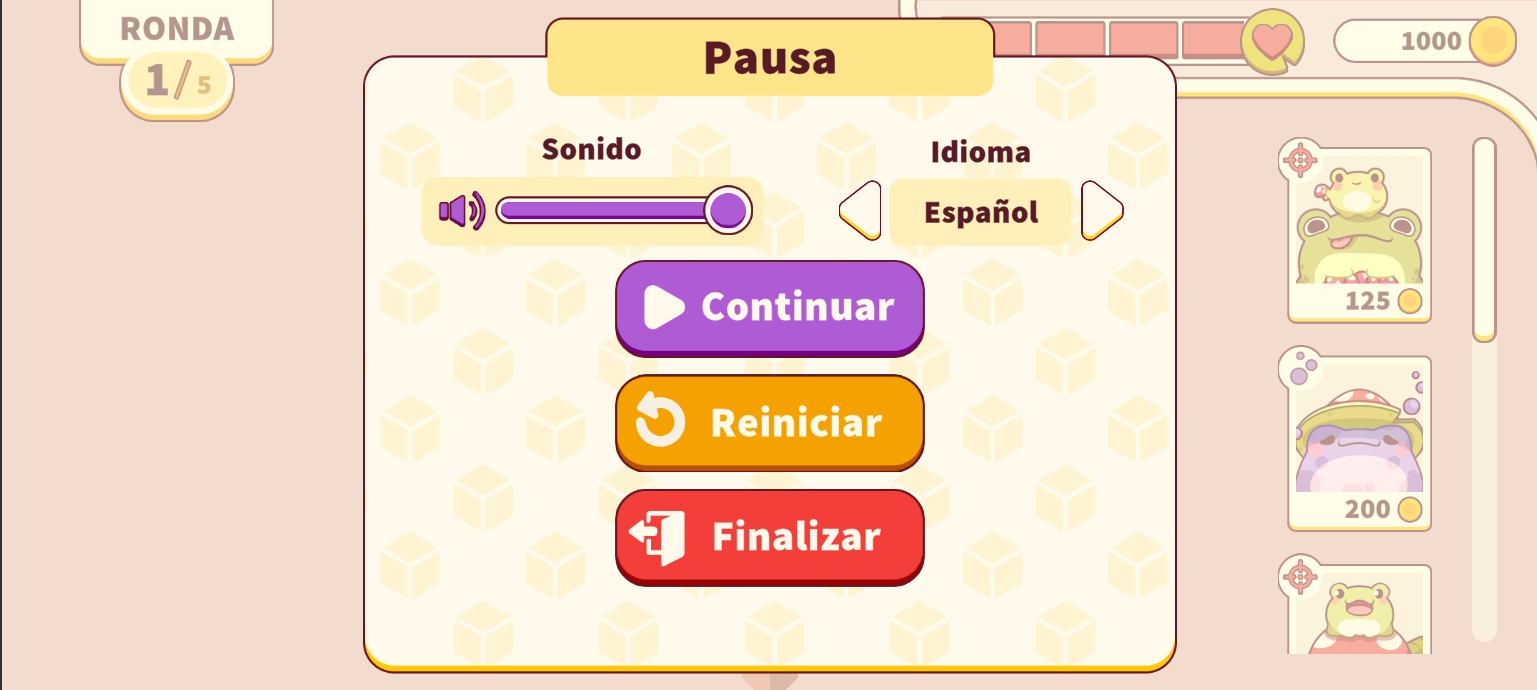 RONDA
1/5
1000
Pausa
Sonido
Idioma
Español
Continuar
Reiniciar
Finalizar
125
200